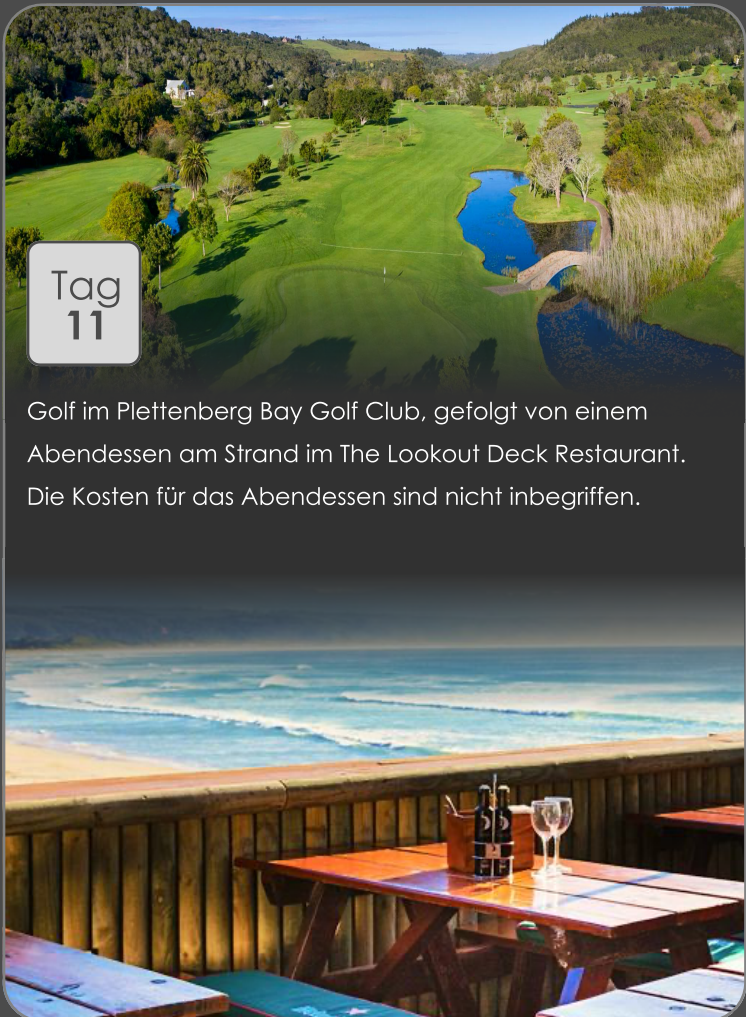 Tag
11
Golf im Plettenberg Bay Golf Club, gefolgt von einem
Abendessen am Strand im The Lookout Deck Restaurant.
Die Kosten für das Abendessen sind nicht inbegriffen.